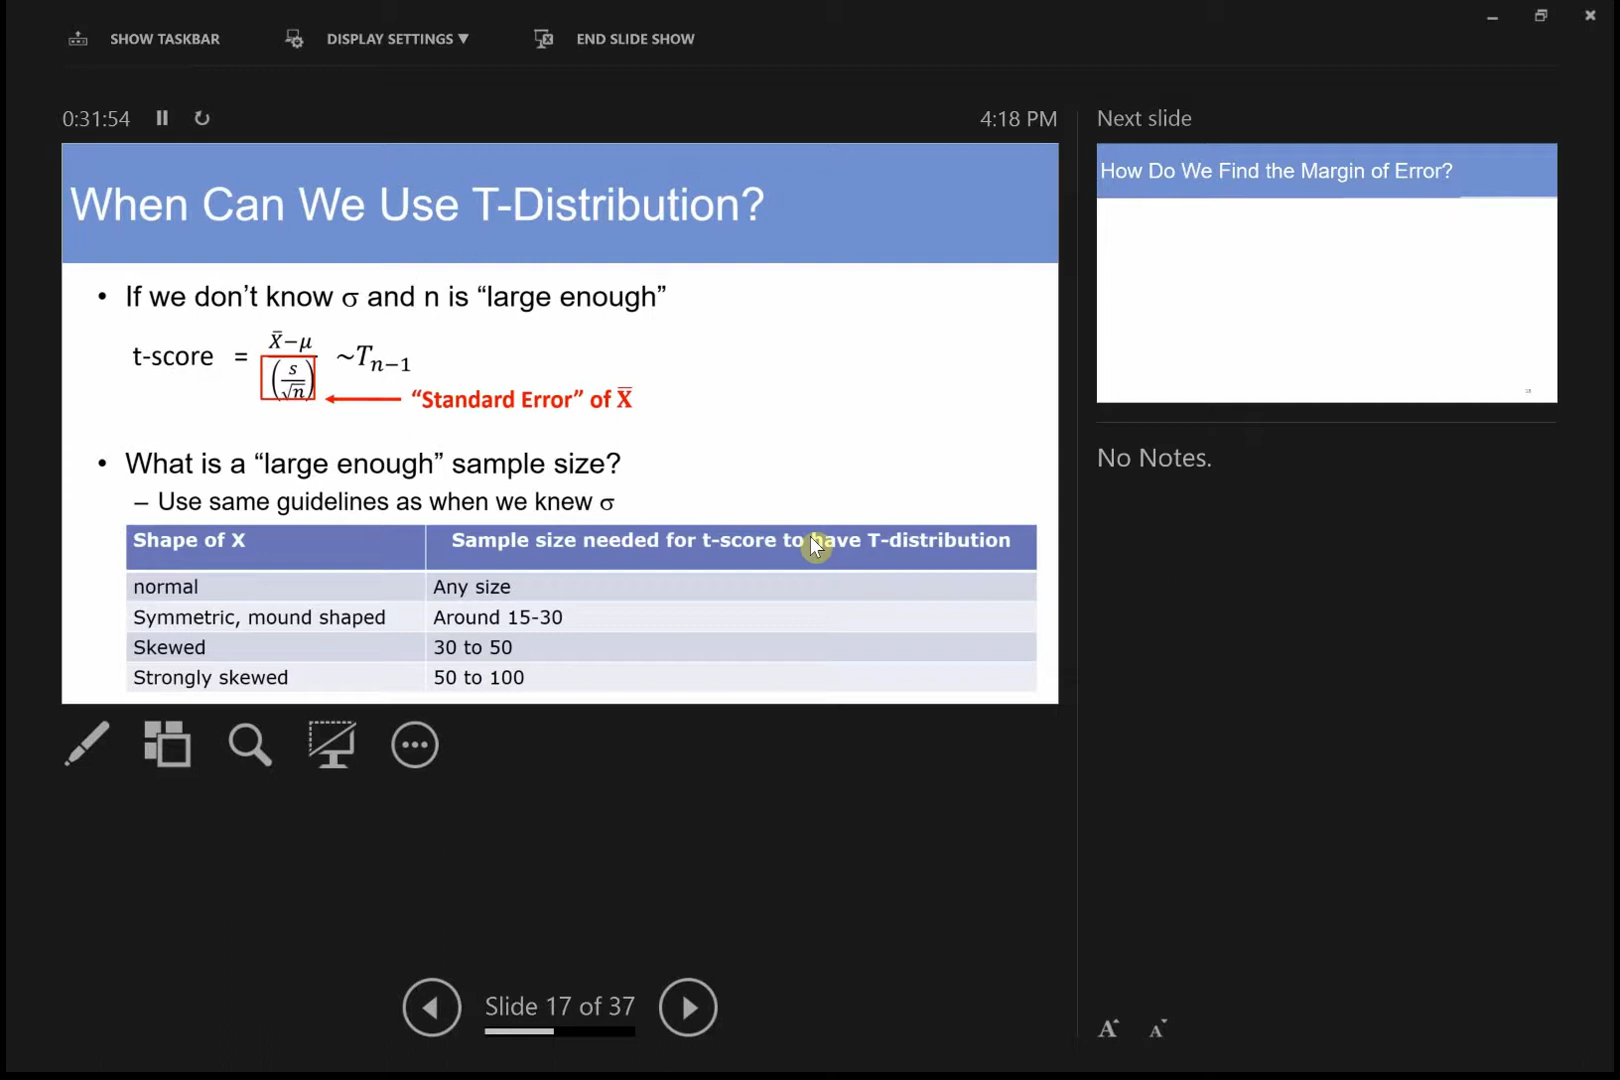 SHOW TASKBAR DISPLAY SETTINGS ▼ END SLIDE SHOW
0:31:54 4:18 PM
When Can We Use T-Distribution?
• If we don’t know σ and n is “large enough”
t-score = X̄−μ / (s/√n) ~Tₙ₋₁
“Standard Error” of X̄
• What is a “large enough” sample size?
– Use same guidelines as when we knew σ
Shape of X Sample size needed for t-score to have T-distribution
normal Any size
Symmetric, mound shaped Around 15-30
Skewed 30 to 50
Strongly skewed 50 to 100
Slide 17 of 37
Next slide
How Do We Find the Margin of Error?
No Notes.
A A